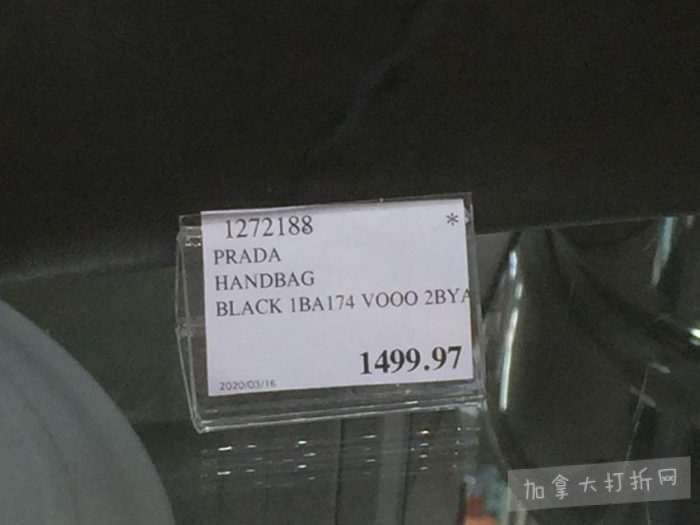 1272188 *
PRADA
HANDBAG
BLACK 1BA174 VOOO 2BYA
1499.97
2020/03/16
加拿大打折网